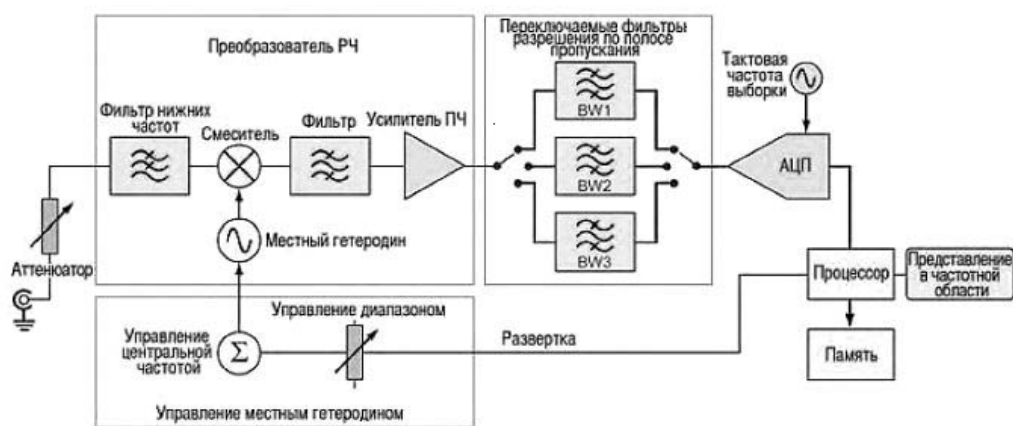 Преобразователь РЧ
Переключаемые фильтры
разрешения по полосе
пропускания
Тактовая
частота
выборки
Фильтр нижних
частот
Смеситель
Фильтр
Усилитель ПЧ
BW1
BW2
BW3
АЦП
Местный гетеродин
Аттенюатор
Процессор
Представление
в частотной
области
Управление
центральной
частотой
Σ
Управление диапазоном
Развертка
Память
Управление местным гетеродином